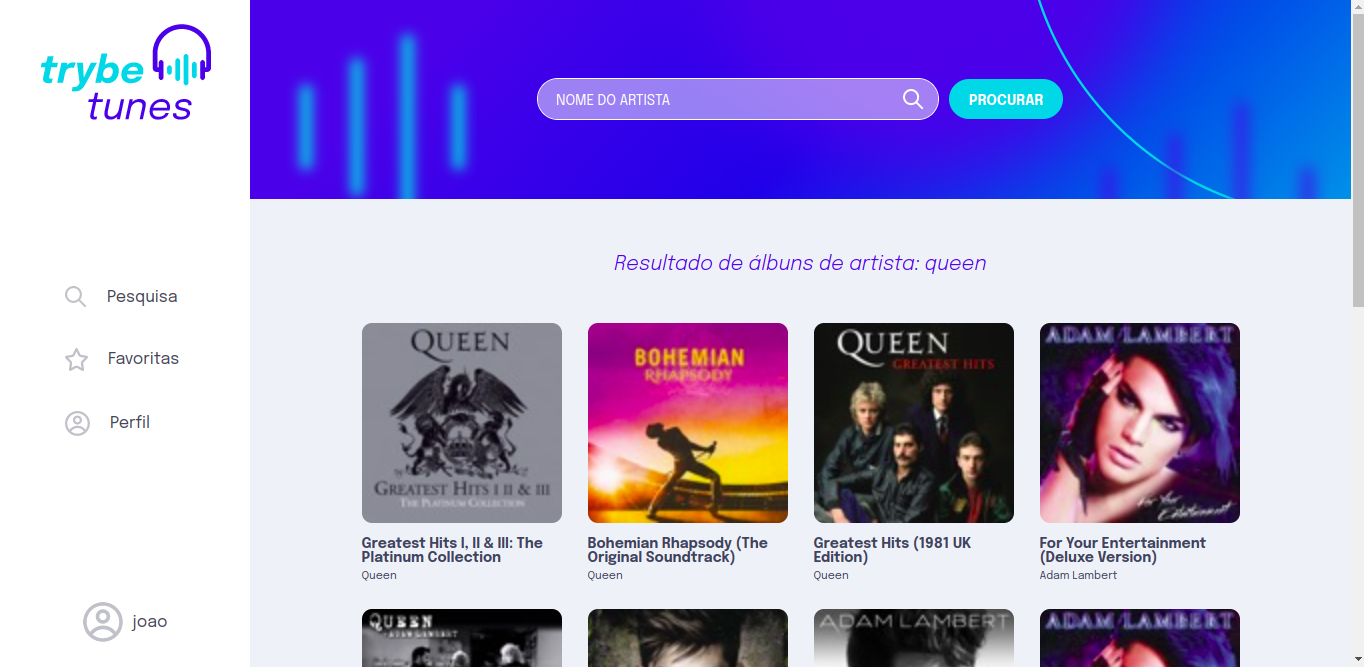 trybe
tunes
NOME DO ARTISTA
PROCURAR
Pesquisa
Favoritas
Perfil
joao
Resultado de álbuns de artista: queen
QUEEN
GREATEST HITS I II & III
THE PLATINUM COLLECTION
BOHEMIAN
RHAPSODY
QUEEN
GREATEST HITS
ADAM LAMBERT
For Your
Entertainment
Greatest Hits I, II & III: The
Platinum Collection
Queen
Bohemian Rhapsody (The
Original Soundtrack)
Queen
Greatest Hits (1981 UK
Edition)
Queen
For Your Entertainment
(Deluxe Version)
Adam Lambert
QUEEN
+ ADAM LAMBERT
ADAM LAMBERT
ADAM LAMBERT